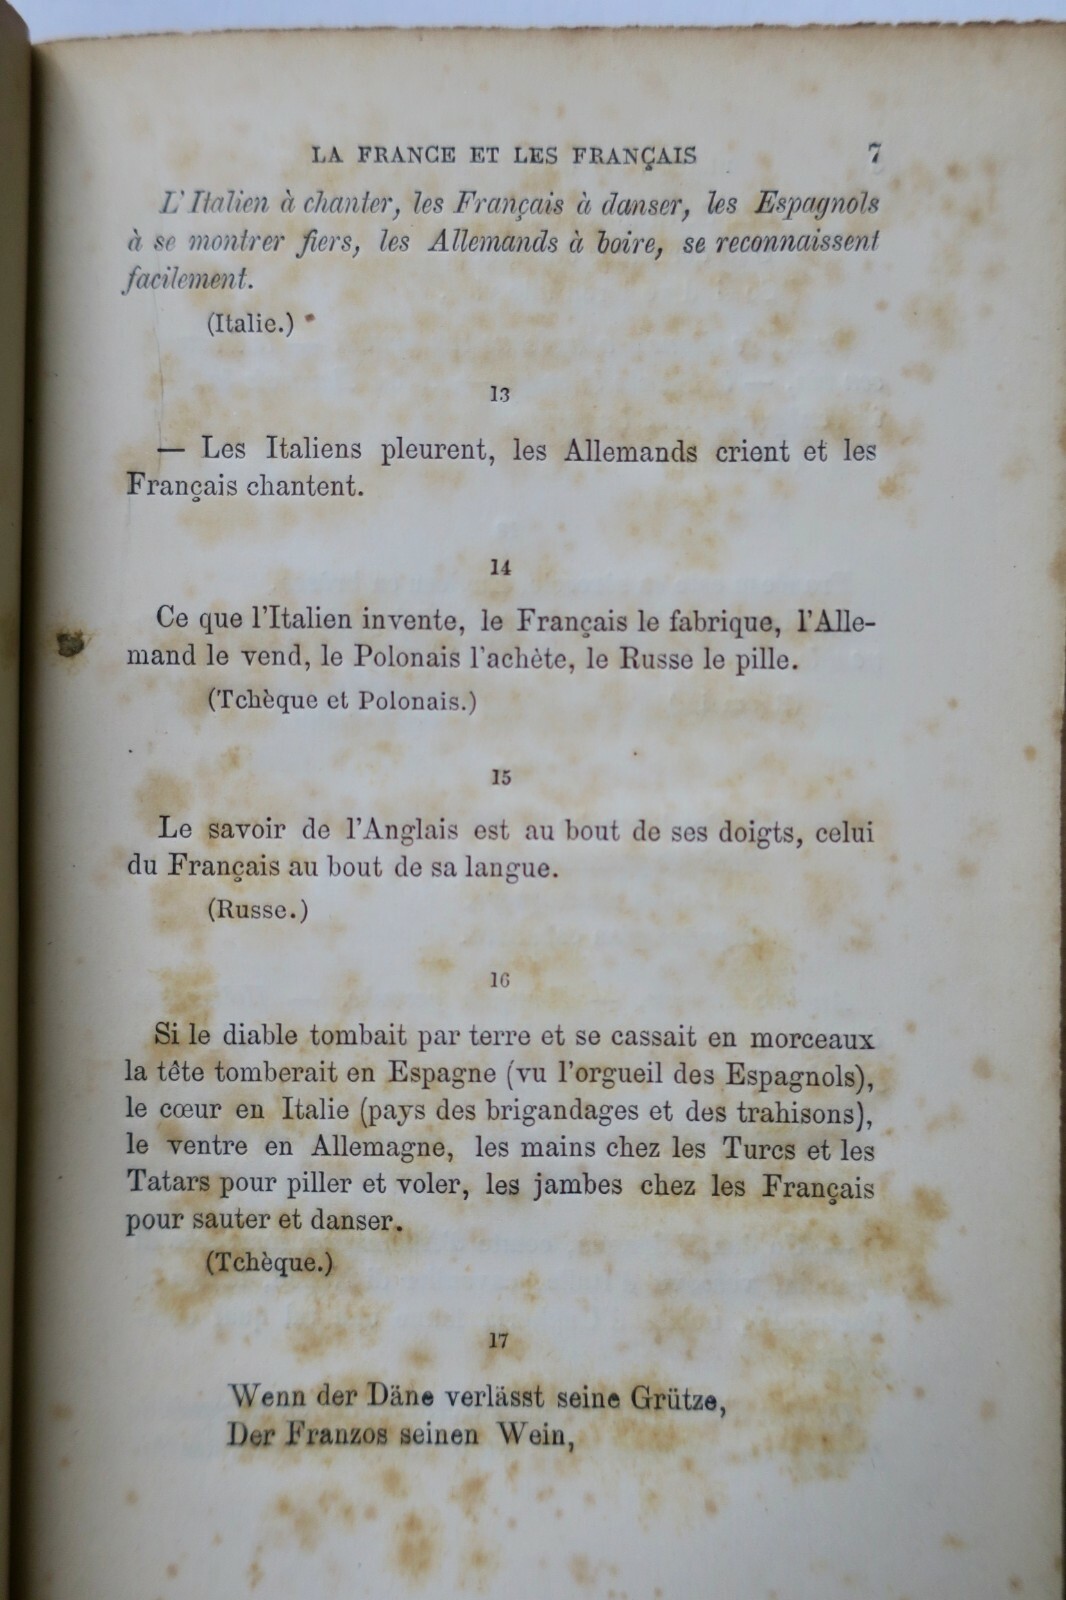 LA FRANCE ET LES FRANÇAIS 7
L'Italien à chanter, les Français à danser, les Espagnols
à se montrer fiers, les Allemands à boire, se reconnaissent
facilement.
(Italie.)
13
— Les Italiens pleurent, les Allemands crient et les
Français chantent.
14
Ce que l'Italien invente, le Français le fabrique, l'Alle-
mand le vend, le Polonais l'achète, le Russe le pille.
(Tchèque et Polonais.)
15
Le savoir de l'Anglais est au bout de ses doigts, celui
du Français au bout de sa langue.
(Russe.)
16
Si le diable tombait par terre et se cassait en morceaux
la tête tomberait en Espagne (vu l'orgueil des Espagnols),
le cœur en Italie (pays des brigandages et des trahisons),
le ventre en Allemagne, les mains chez les Turcs et les
Tatars pour piller et voler, les jambes chez les Français
pour sauter et danser.
(Tchèque.)
17
Wenn der Däne verlässt seine Grütze,
Der Franzos seinen Wein,